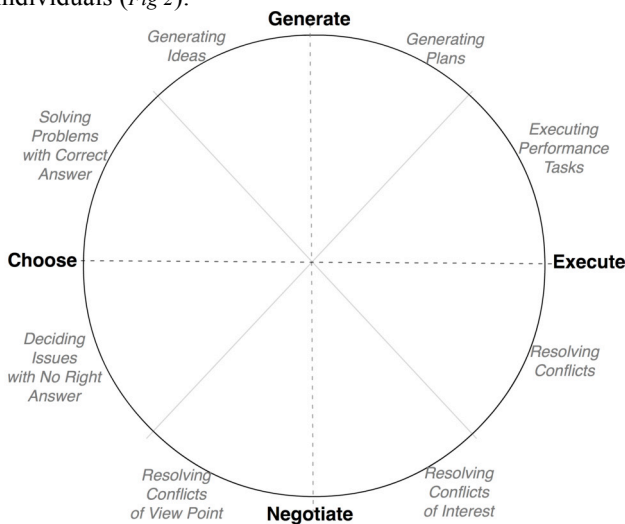 individuals (Fig 2).
Generate
Generating
Ideas
Generating
Plans
Solving
Problems
with Correct
Answer
Executing
Performance
Tasks
Choose
Execute
Deciding
Issues
with No Right
Answer
Resolving
Conflicts
Resolving
Conflicts
of View Point
Resolving
Conflicts
of Interest
Negotiate